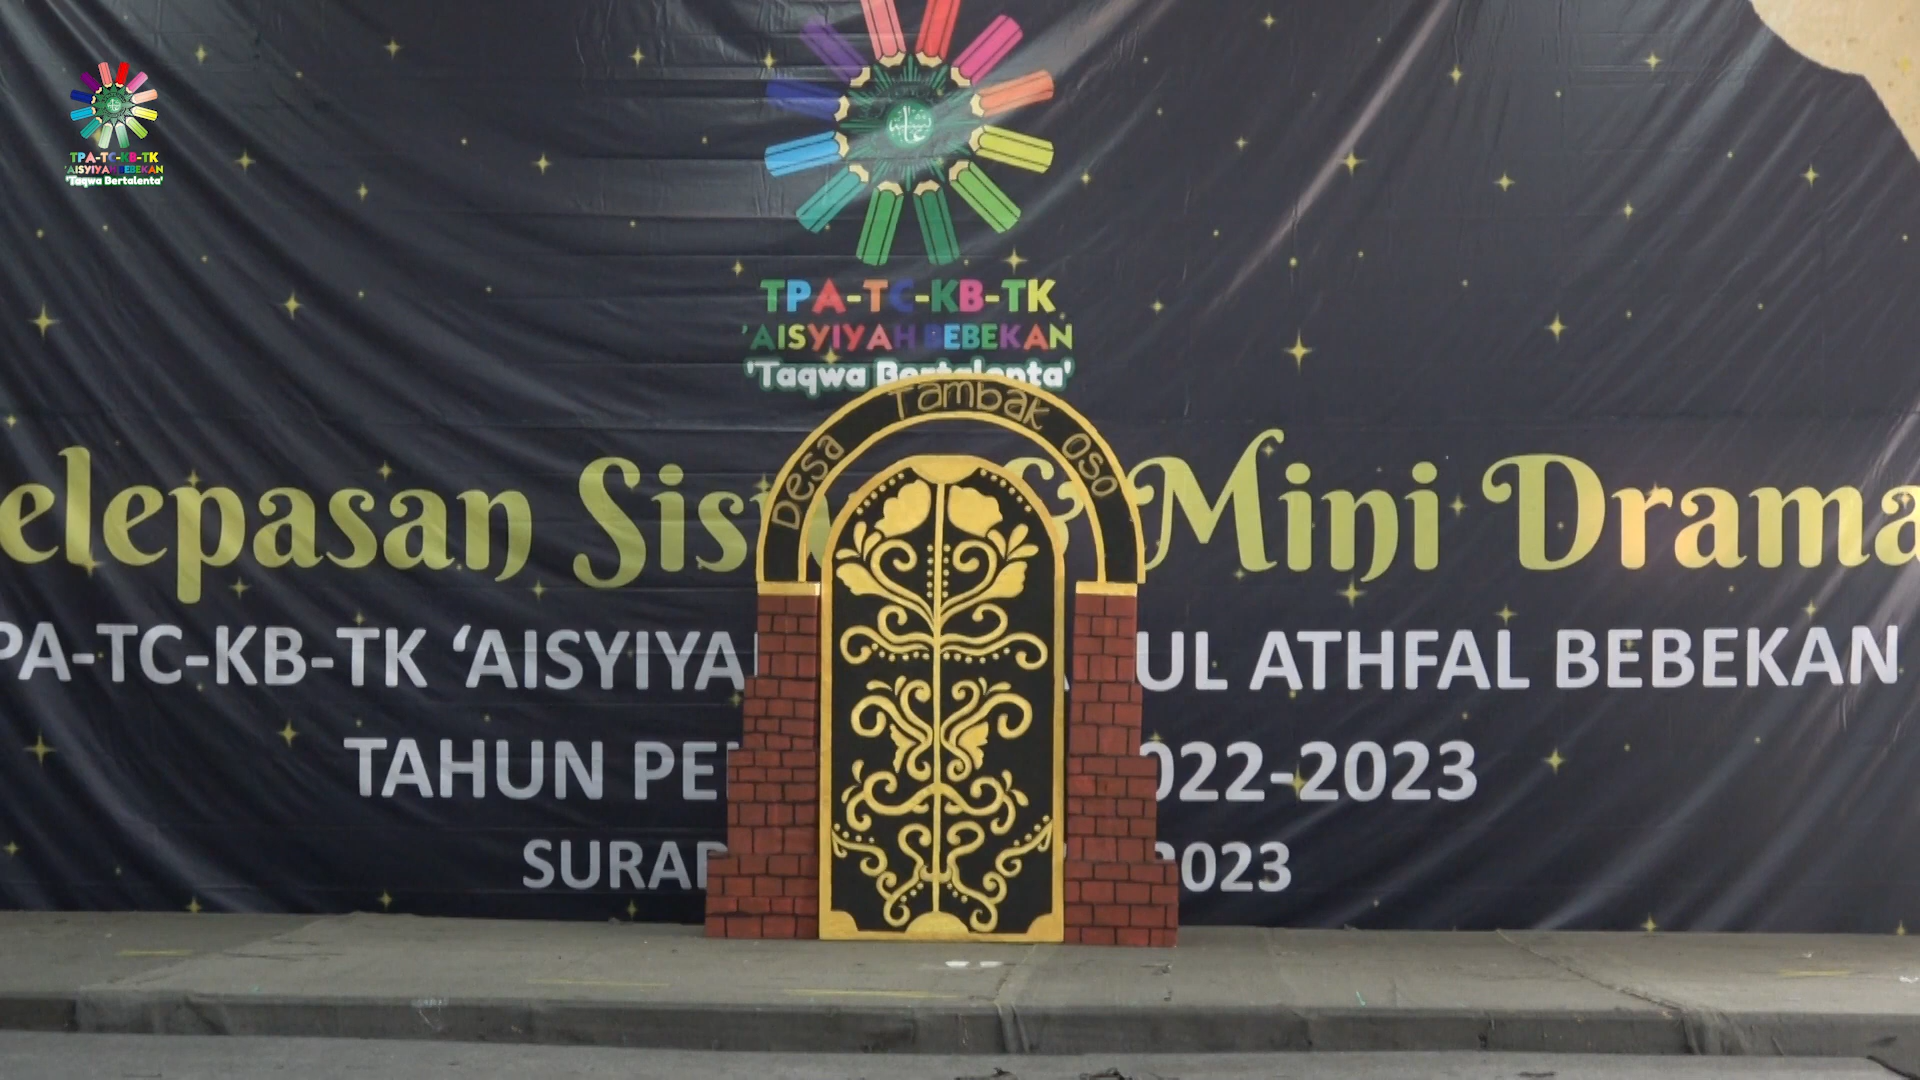 TPA-TC-KB-TK
'AISYIYAH BEBEKAN
'Taqwa Bertalenta'
TPA-TC-KB-TK
'AISYIYAH BEBEKAN
'Taqwa Bertalenta'
Desa Tambak Oso
elepasan Sis & Mini Drama
PA-TC-KB-TK ‘AISYIYA UL ATHFAL BEBEKAN
TAHUN PE 022-2023
SURA 2023